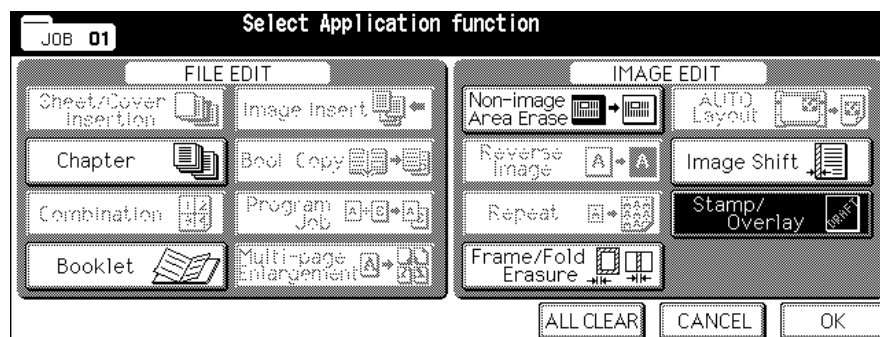 JOB 01
Select Application function
FILE EDIT
Sheet/Cover
Insertion
Image Insert
Chapter
Book Copy
Combination
Program
Job
Booklet
Multi-page
Enlargement
IMAGE EDIT
Non-image
Area Erase
AUTO
Layout
Reverse
Image
Image Shift
Repeat
Stamp/
Overlay
DRAFT
Frame/Fold
Erasure
ALL CLEAR
CANCEL
OK